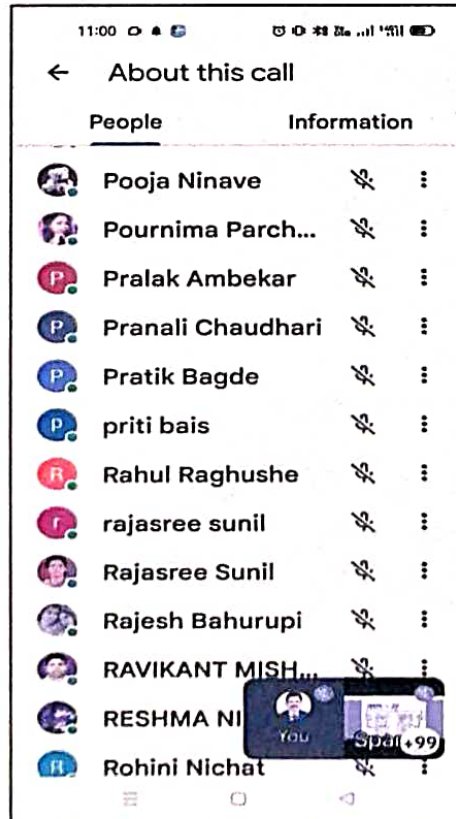 11:00
About this call
People Information
Pooja Ninave
Pournima Parch...
P Pralak Ambekar
P Pranali Chaudhari
P Pratik Bagde
P priti bais
R Rahul Raghushe
r rajasree sunil
Rajasree Sunil
Rajesh Bahurupi
RAVIKANT MISH...
RESHMA NI
You
+99
R Rohini Nichat